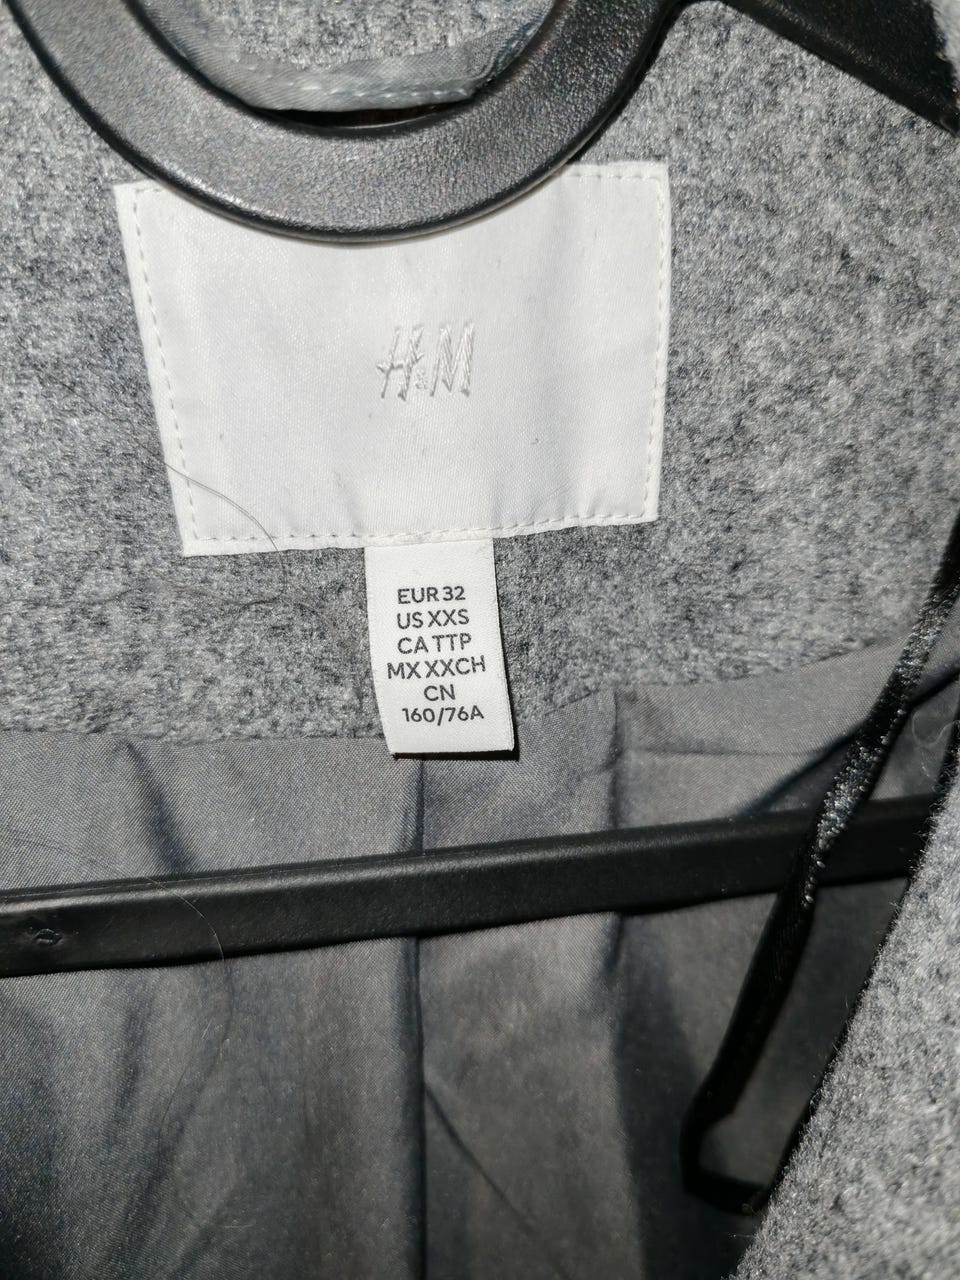 H&M
EUR 32
US XXS
CA TTP
MX XXCH
CN
160/76A